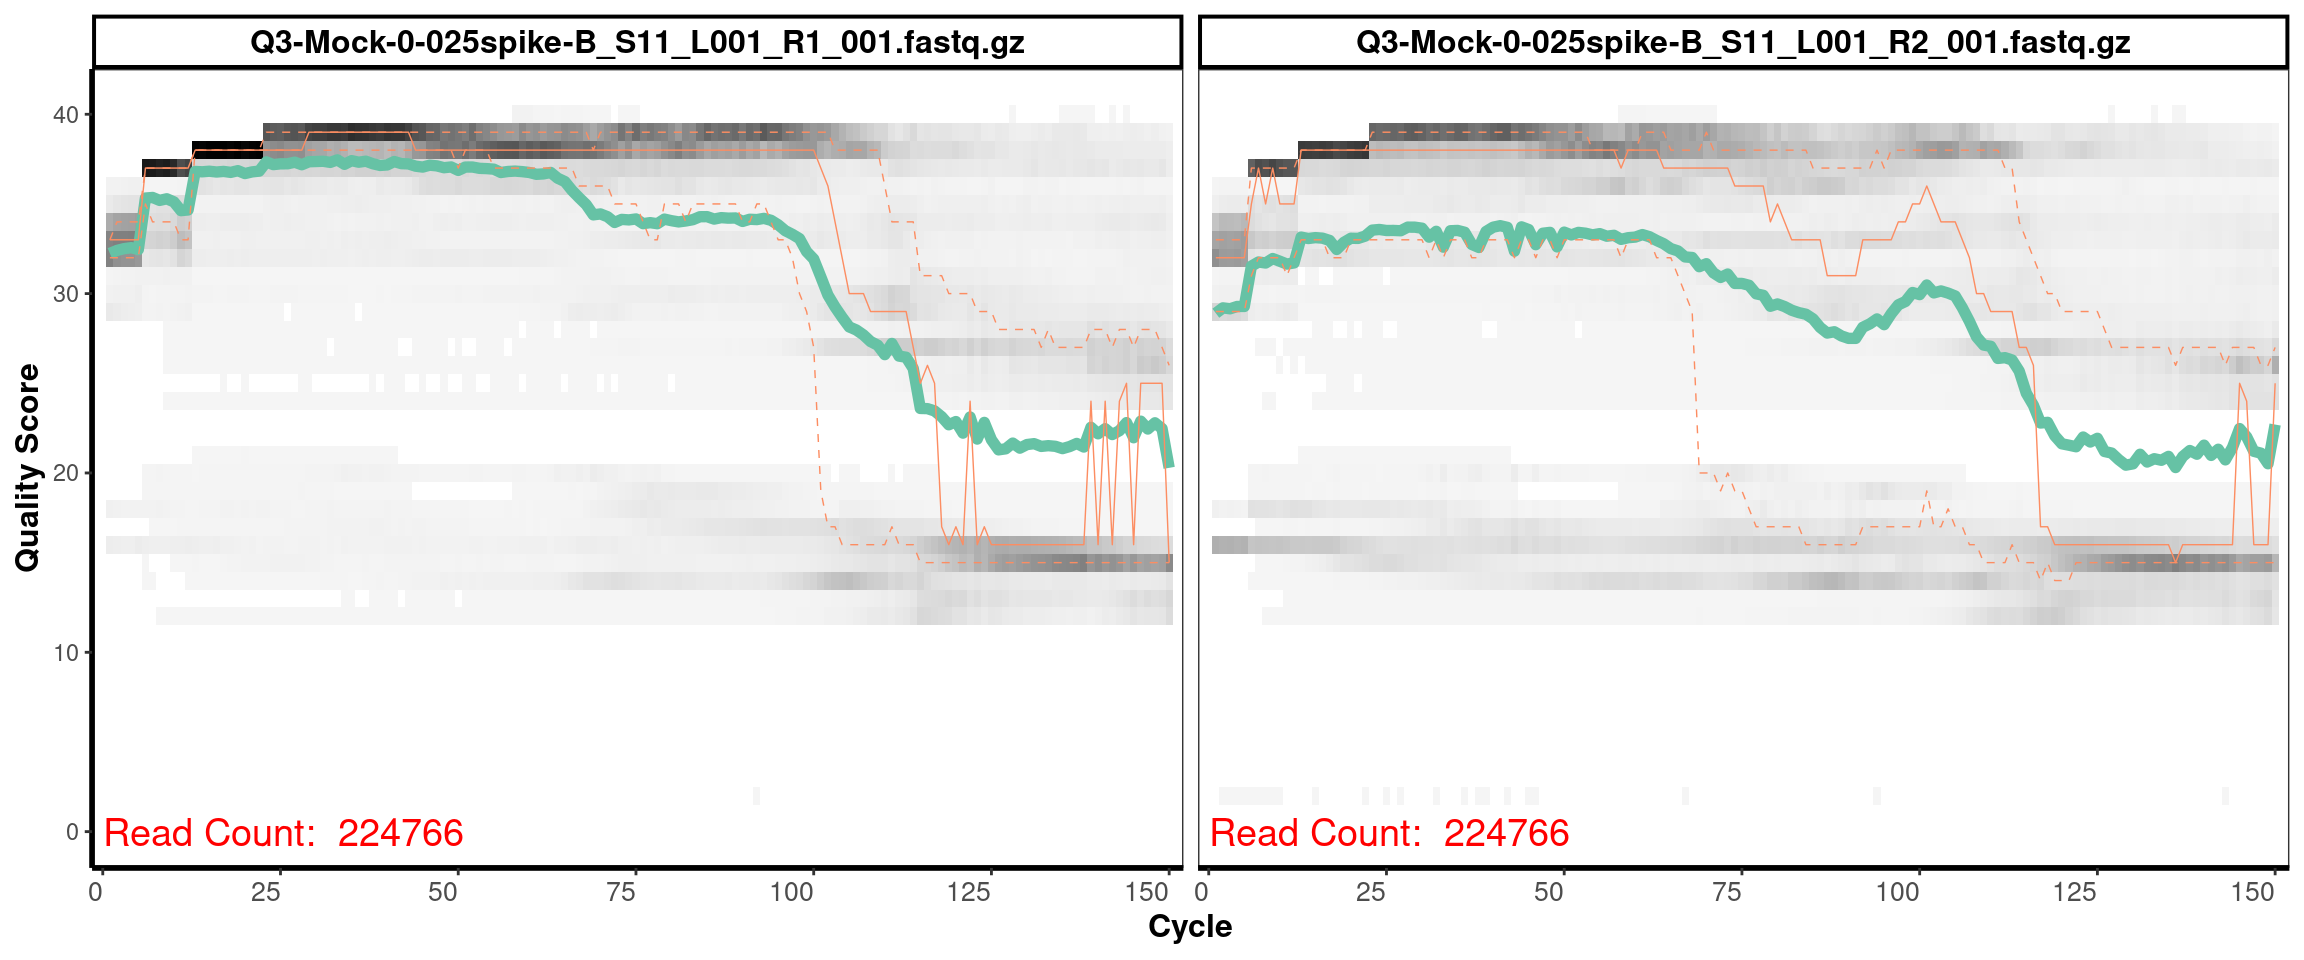 Q3-Mock-0-025spike-B_S11_L001_R1_001.fastq.gz
Q3-Mock-0-025spike-B_S11_L001_R2_001.fastq.gz
Quality Score
40
30
20
10
0
Read Count:  224766
Read Count:  224766
0 25 50 75 100 125 150
0 25 50 75 100 125 150
Cycle